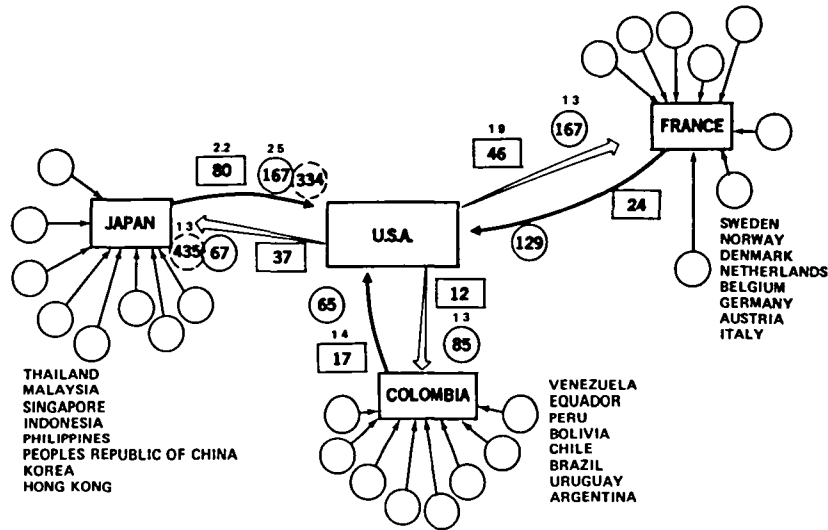 13
167
FRANCE
19
46
22
80
25
167
334
24
JAPAN
13
435
67
37
U.S.A.
129
SWEDEN
NORWAY
DENMARK
NETHERLANDS
BELGIUM
GERMANY
AUSTRIA
ITALY
65
12
14
17
13
85
COLOMBIA
THAILAND
MALAYSIA
SINGAPORE
INDONESIA
PHILIPPINES
PEOPLES REPUBLIC OF CHINA
KOREA
HONG KONG
VENEZUELA
EQUADOR
PERU
BOLIVIA
CHILE
BRAZIL
URUGUAY
ARGENTINA